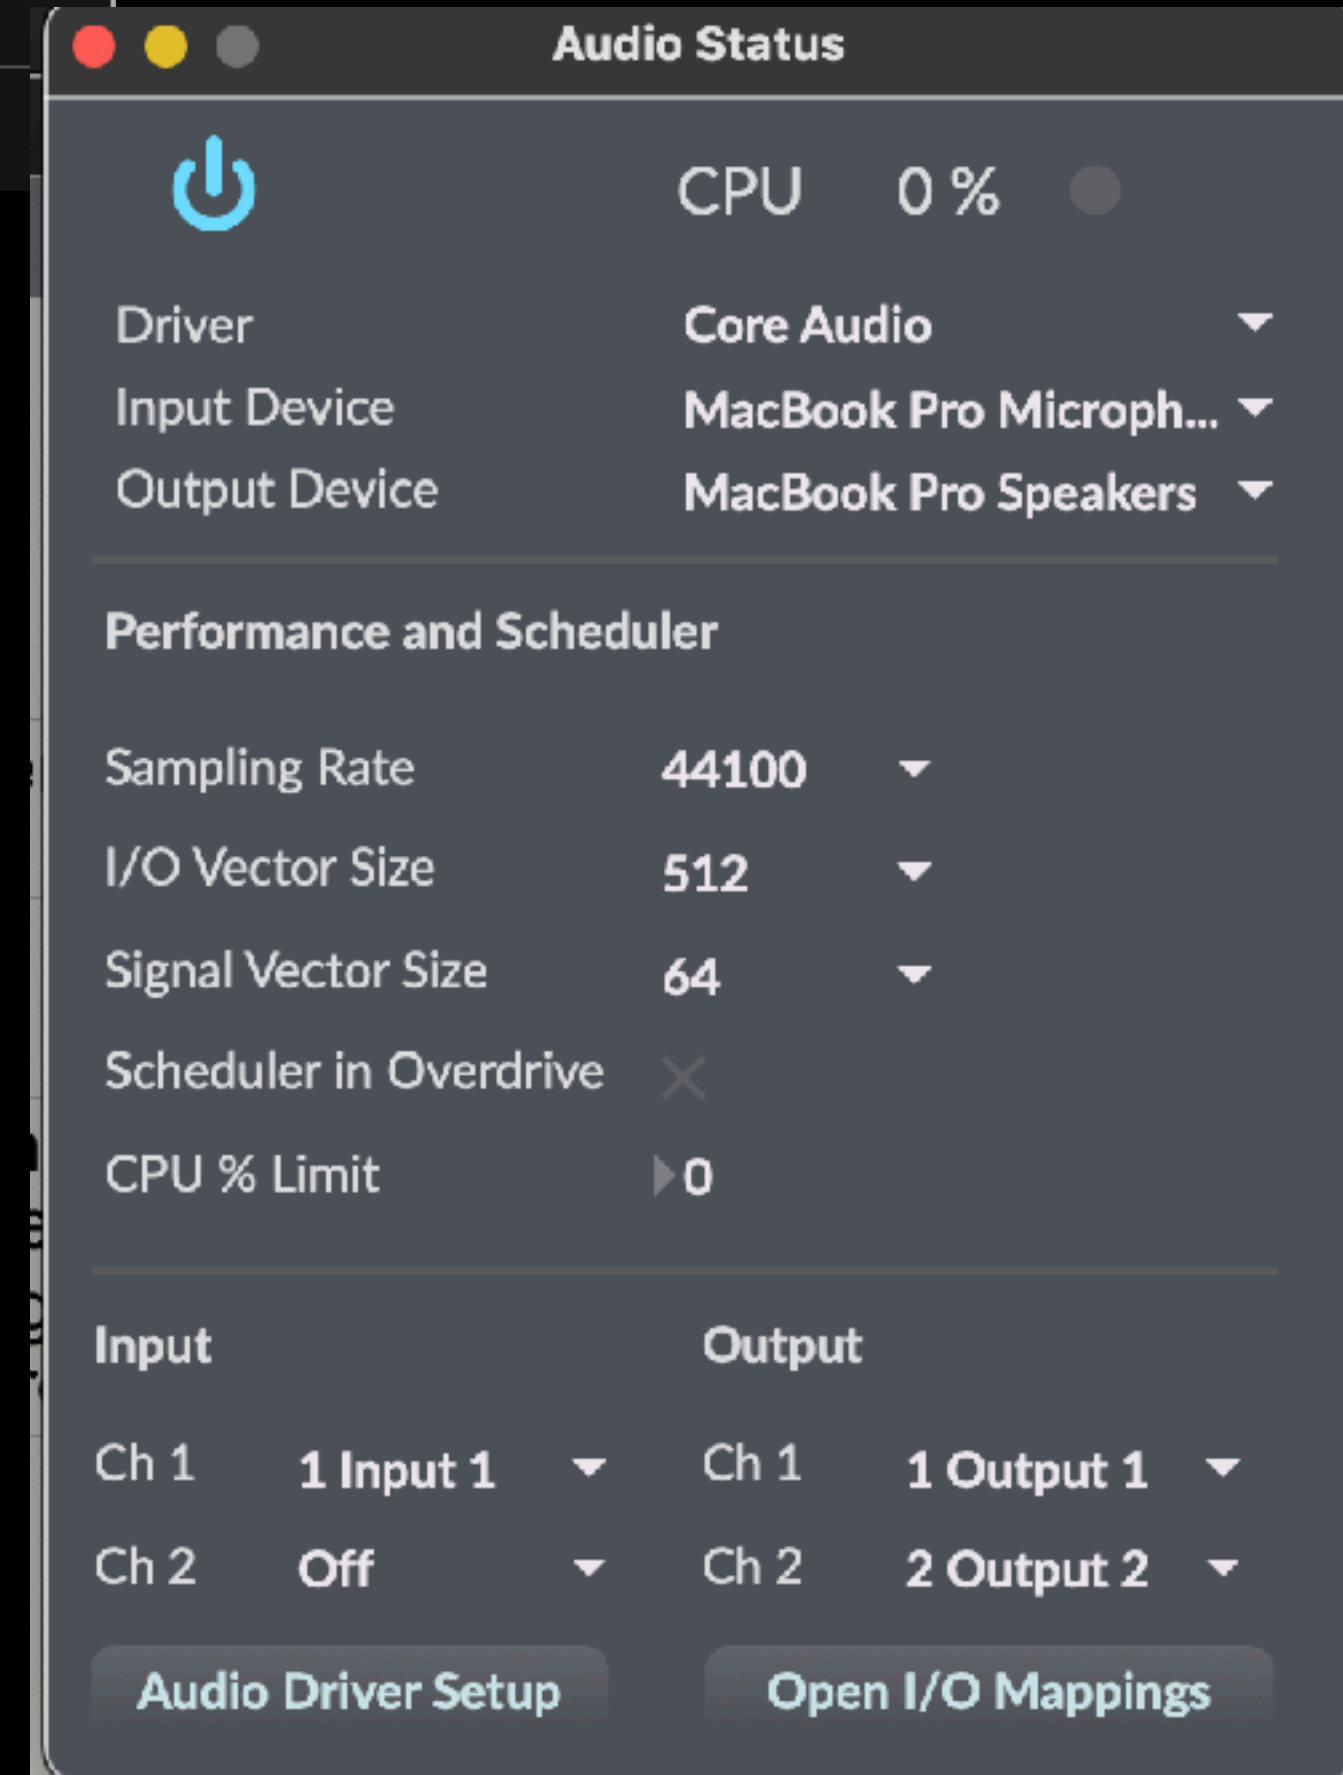 Audio Status
CPU 0 %
Driver Core Audio
Input Device MacBook Pro Microph...
Output Device MacBook Pro Speakers
Performance and Scheduler
Sampling Rate 44100
I/O Vector Size 512
Signal Vector Size 64
Scheduler in Overdrive
CPU % Limit 0
Input Output
Ch 1 1 Input 1 Ch 1 1 Output 1
Ch 2 Off Ch 2 2 Output 2
Audio Driver Setup Open I/O Mappings